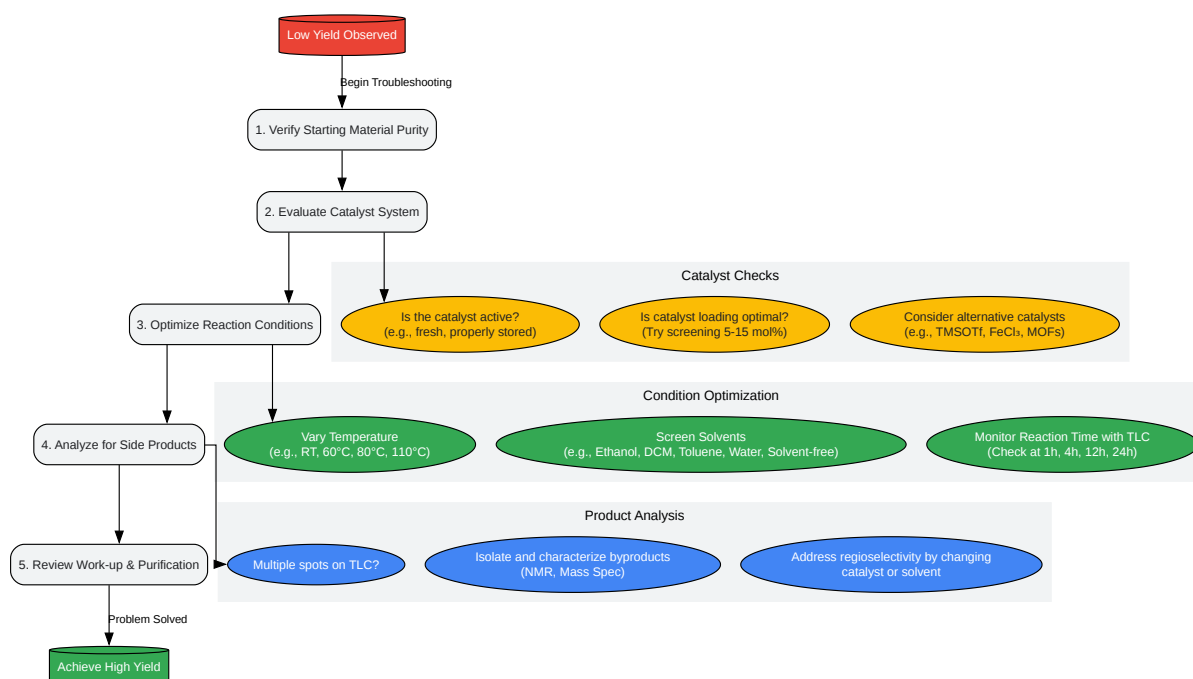 Low Yield Observed
Begin Troubleshooting
1. Verify Starting Material Purity
2. Evaluate Catalyst System
Catalyst Checks
3. Optimize Reaction Conditions
Is the catalyst active?
(e.g., fresh, properly stored)
Is catalyst loading optimal?
(Try screening 5-15 mol%)
Consider alternative catalysts
(e.g., TMSOTf, FeCl₃, MOFs)
Condition Optimization
4. Analyze for Side Products
Vary Temperature
(e.g., RT, 60°C, 80°C, 110°C)
Screen Solvents
(e.g., Ethanol, DCM, Toluene, Water, Solvent-free)
Monitor Reaction Time with TLC
(Check at 1h, 4h, 12h, 24h)
Product Analysis
5. Review Work-up & Purification
Multiple spots on TLC?
Isolate and characterize byproducts
(NMR, Mass Spec)
Address regioselectivity by changing
catalyst or solvent
Problem Solved
Achieve High Yield